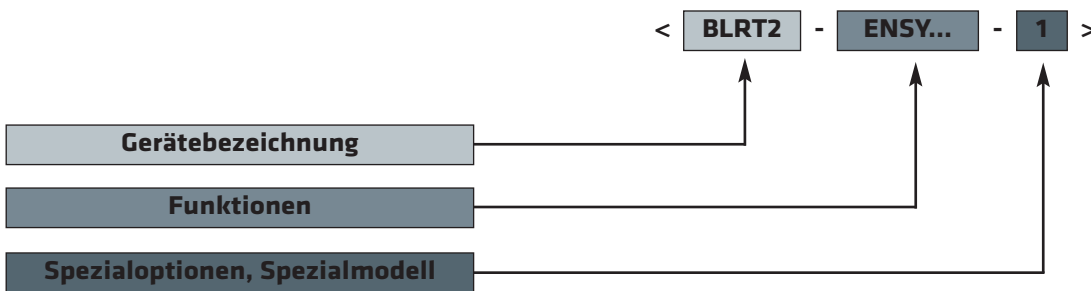 < BLRT2 - ENSY... - 1 >
Gerätebezeichnung
Funktionen
Spezialoptionen, Spezialmodell